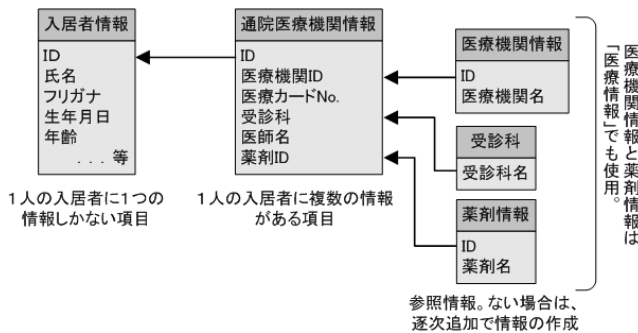 入居者情報
ID
氏名
フリガナ
生年月日
年齢
...等
1人の入居者に1つの
情報しかない項目
通院医療機関情報
ID
医療機関ID
医療カードNo.
受診科
医師名
薬剤ID
1人の入居者に複数の情報
がある項目
医療機関情報
ID
医療機関名
受診科
受診科名
薬剤情報
ID
薬剤名
参照情報。ない場合は、
逐次追加で情報の作成
医療機関情報と薬剤情報は
「医療情報」でも使用。